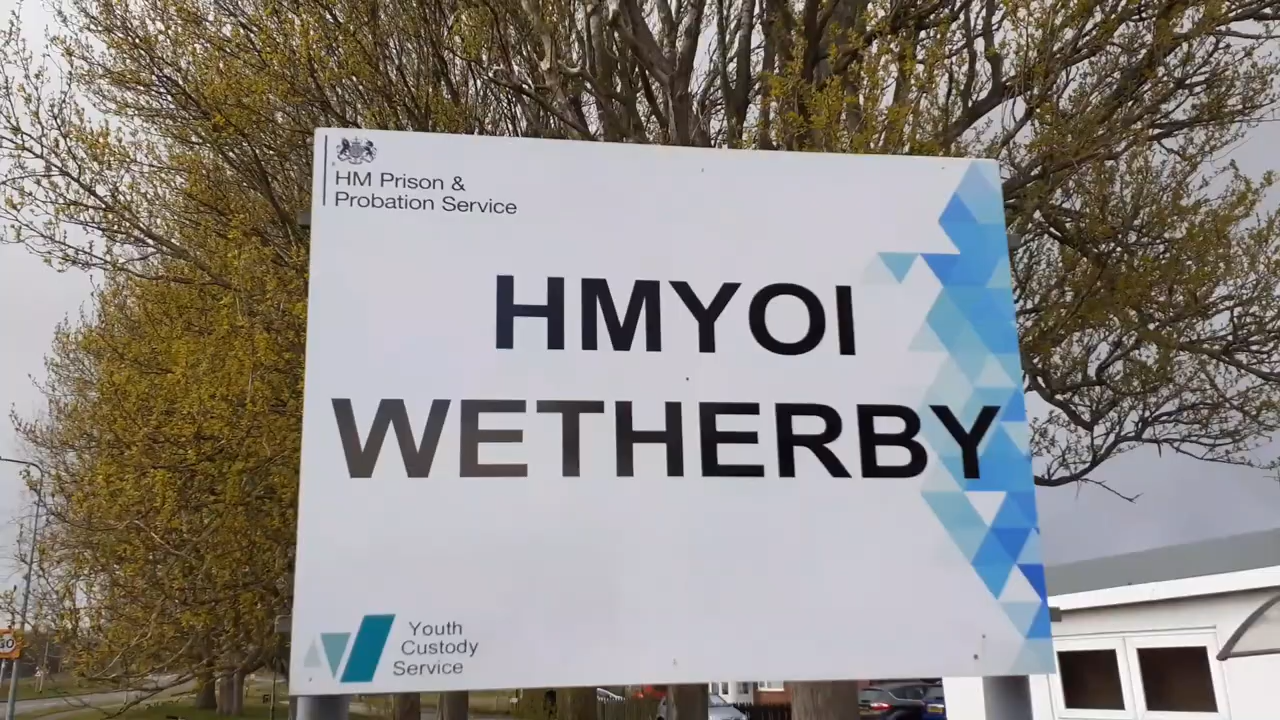 HM Prison &
Probation Service
HMYOI
WETHERBY
Youth
Custody
Service